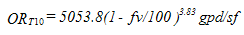 OR_T10 = 5053.8(1 - fv/100 )^3.83 gpd/sf